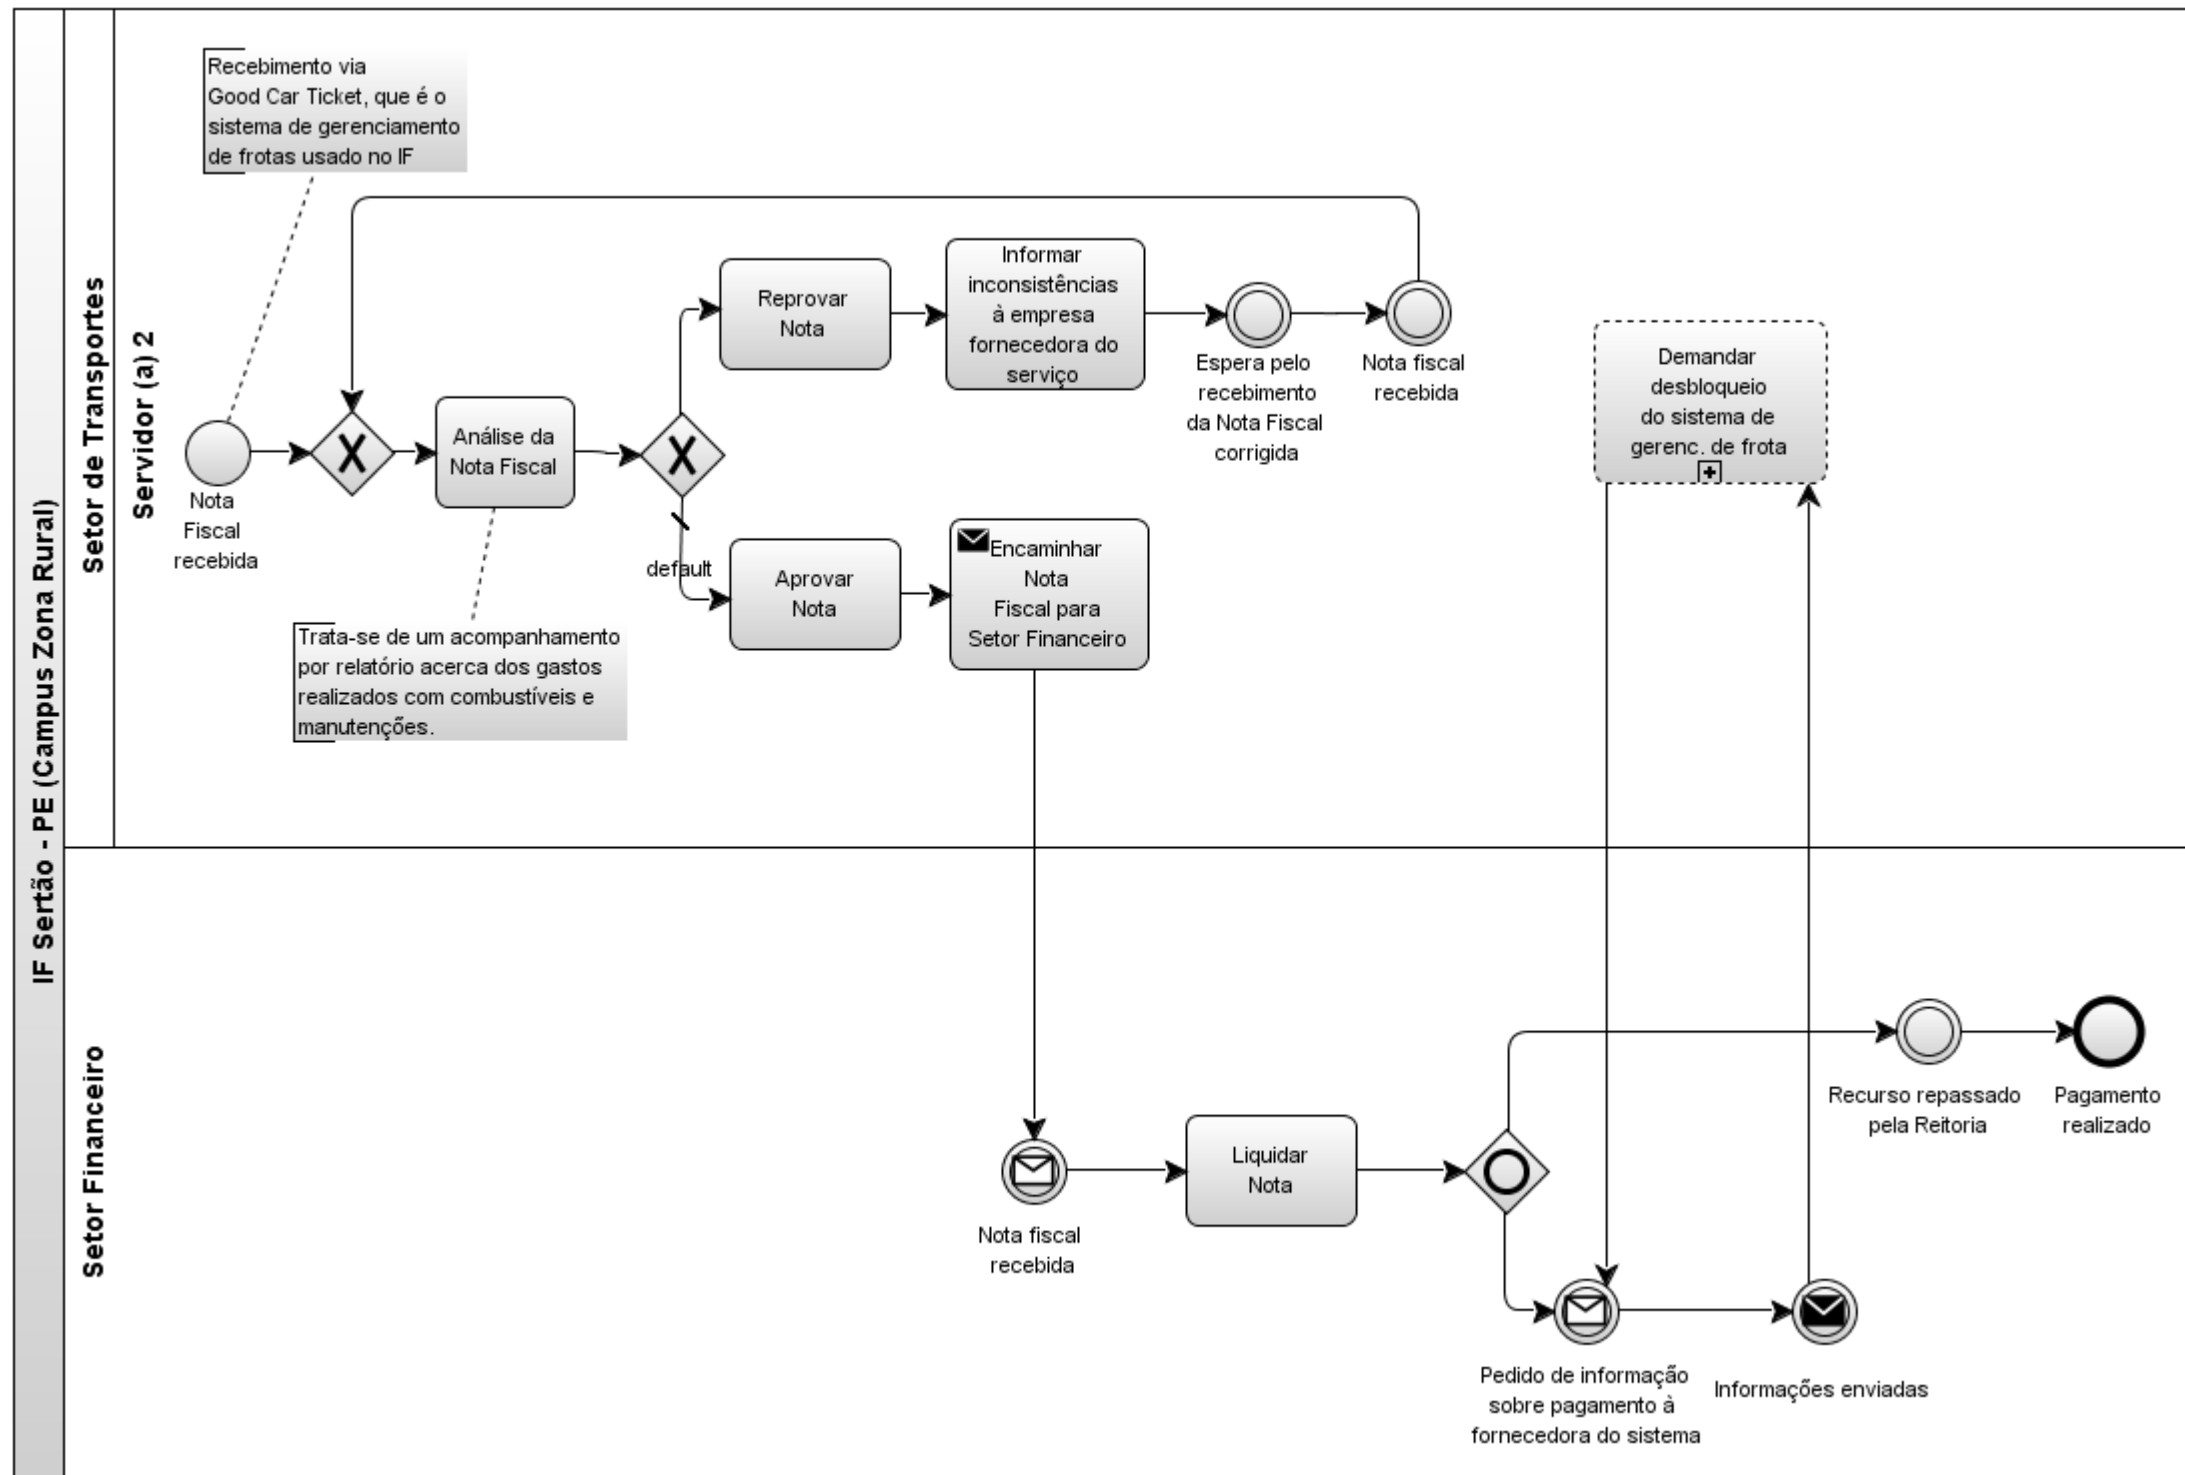 IF Sertão - PE (Campus Zona Rural)
Setor de Transportes
Servidor (a) 2
Recebimento via
Good Car Ticket, que é o
sistema de gerenciamento
de frotas usado no IF
Nota
Fiscal
recebida
Análise da
Nota Fiscal
Trata-se de um acompanhamento
por relatório acerca dos gastos
realizados com combustíveis e
manutenções.
Reprovar
Nota
Informar
inconsistências
à empresa
fornecedora do
serviço
Espera pelo
recebimento
da Nota Fiscal
corrigida
Nota fiscal
recebida
default
Aprovar
Nota
Encaminhar
Nota
Fiscal para
Setor Financeiro
Demandar
desbloqueio
do sistema de
gerenc. de frota
Setor Financeiro
Nota fiscal
recebida
Liquidar
Nota
Recurso repassado
pela Reitoria
Pagamento
realizado
Pedido de informação
sobre pagamento à
fornecedora do sistema
Informações enviadas